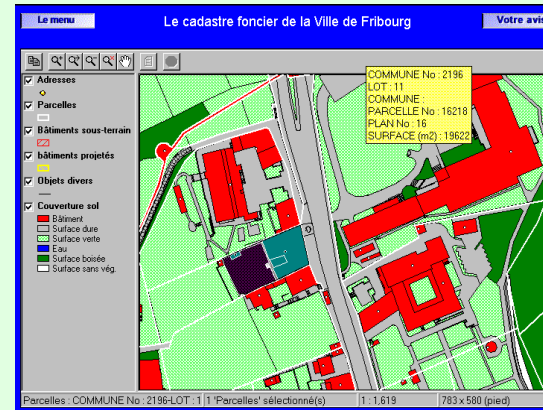 Le menu
Le cadastre foncier de la Ville de Fribourg
Votre avis
Adresses
Parcelles
Bâtiments sous-terrain
bâtiments projetés
Objets divers
Couverture sol
Bâtiment
Surface dure
Surface verte
Eau
Surface boisée
Surface sans vég.
COMMUNE No : 2196
LOT : 11
COMMUNE :
PARCELLE No : 16218
PLAN No : 16
SURFACE (m2) : 19622
Parcelles : COMMUNE No : 2196-LOT : 1
1 'Parcelles' sélectionné(s)
1 : 1,619
783 x 580 (pied)